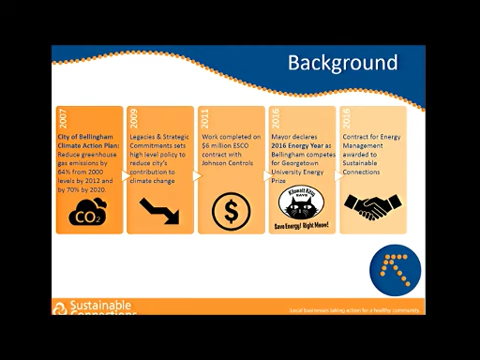 Background
2007
City of Bellingham
Climate Action Plan:
Reduce greenhouse
gas emissions by
64% from 2000
levels by 2012 and
by 70% by 2020.
CO2
2009
Legacies & Strategic
Commitments sets
high level policy to
reduce city's
contribution to
climate change
2011
Work completed on
$6 million ESCO
contract with
Johnson Controls
$
2016
Mayor declares
2016 Energy Year as
Bellingham competes
for Georgetown
University Energy
Prize
Kilowatt Kitty
SAYS
Save Energy! Right Meow!
2016
Contract for Energy
Management
awarded to
Sustainable
Connections
Sustainable
Connections
Local businesses taking action for a healthy community